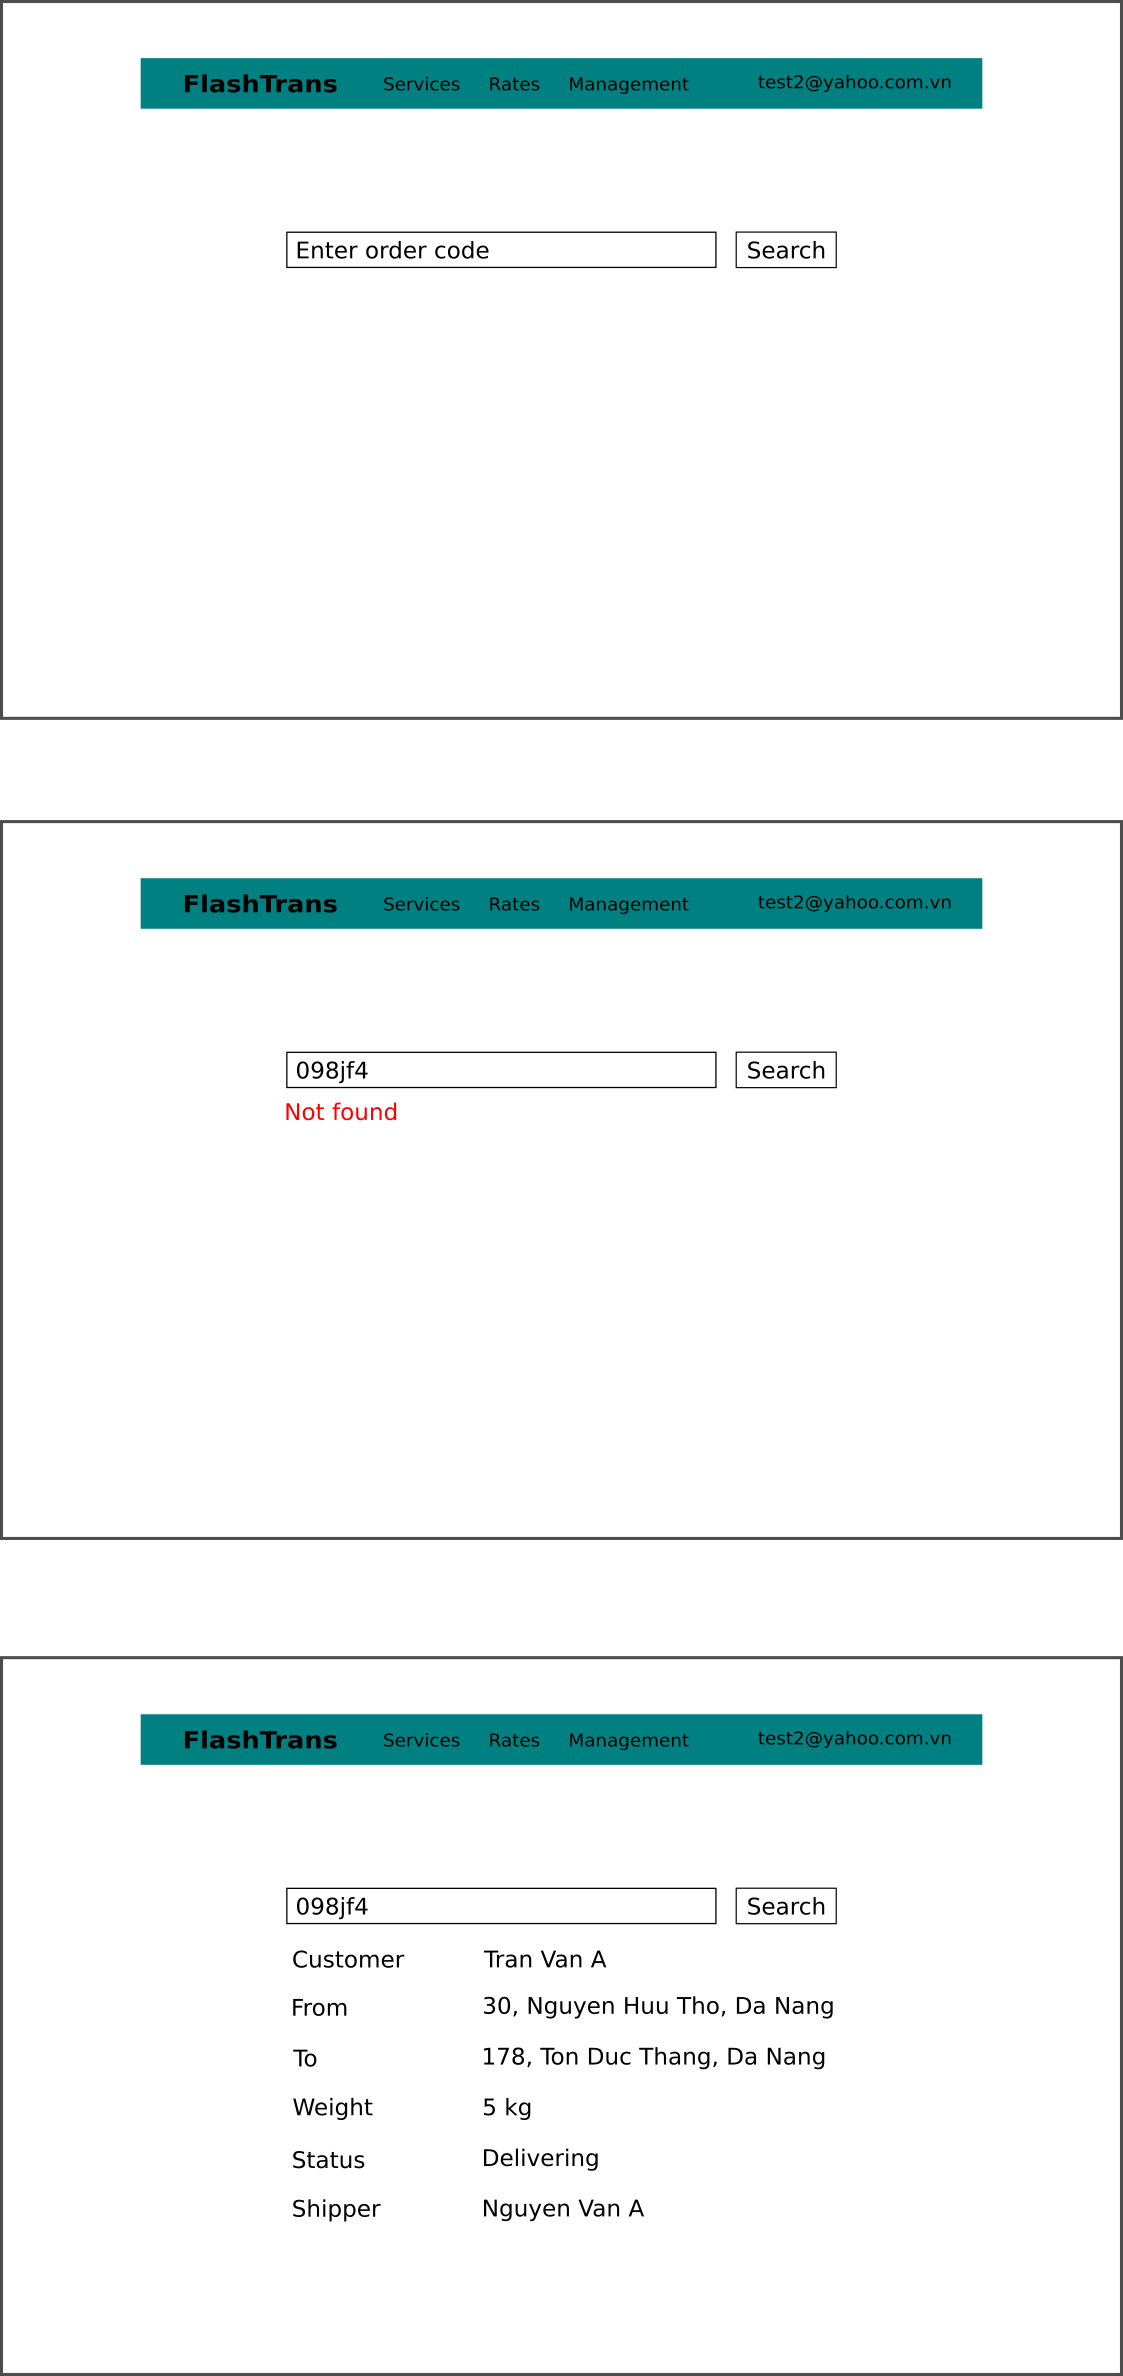 FlashTrans Services Rates Management test2@yahoo.com.vn
Enter order code Search
FlashTrans Services Rates Management test2@yahoo.com.vn
098jf4 Search
Not found
FlashTrans Services Rates Management test2@yahoo.com.vn
098jf4 Search
Customer Tran Van A
From 30, Nguyen Huu Tho, Da Nang
To 178, Ton Duc Thang, Da Nang
Weight 5 kg
Status Delivering
Shipper Nguyen Van A